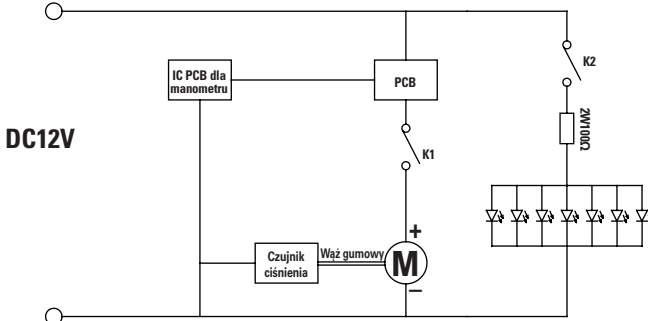 IC PCB dla
manometru
PCB
K2
DC12V
2W100Ω
K1
+
Czujnik
ciśnienia
Wąż gumowy
M
−